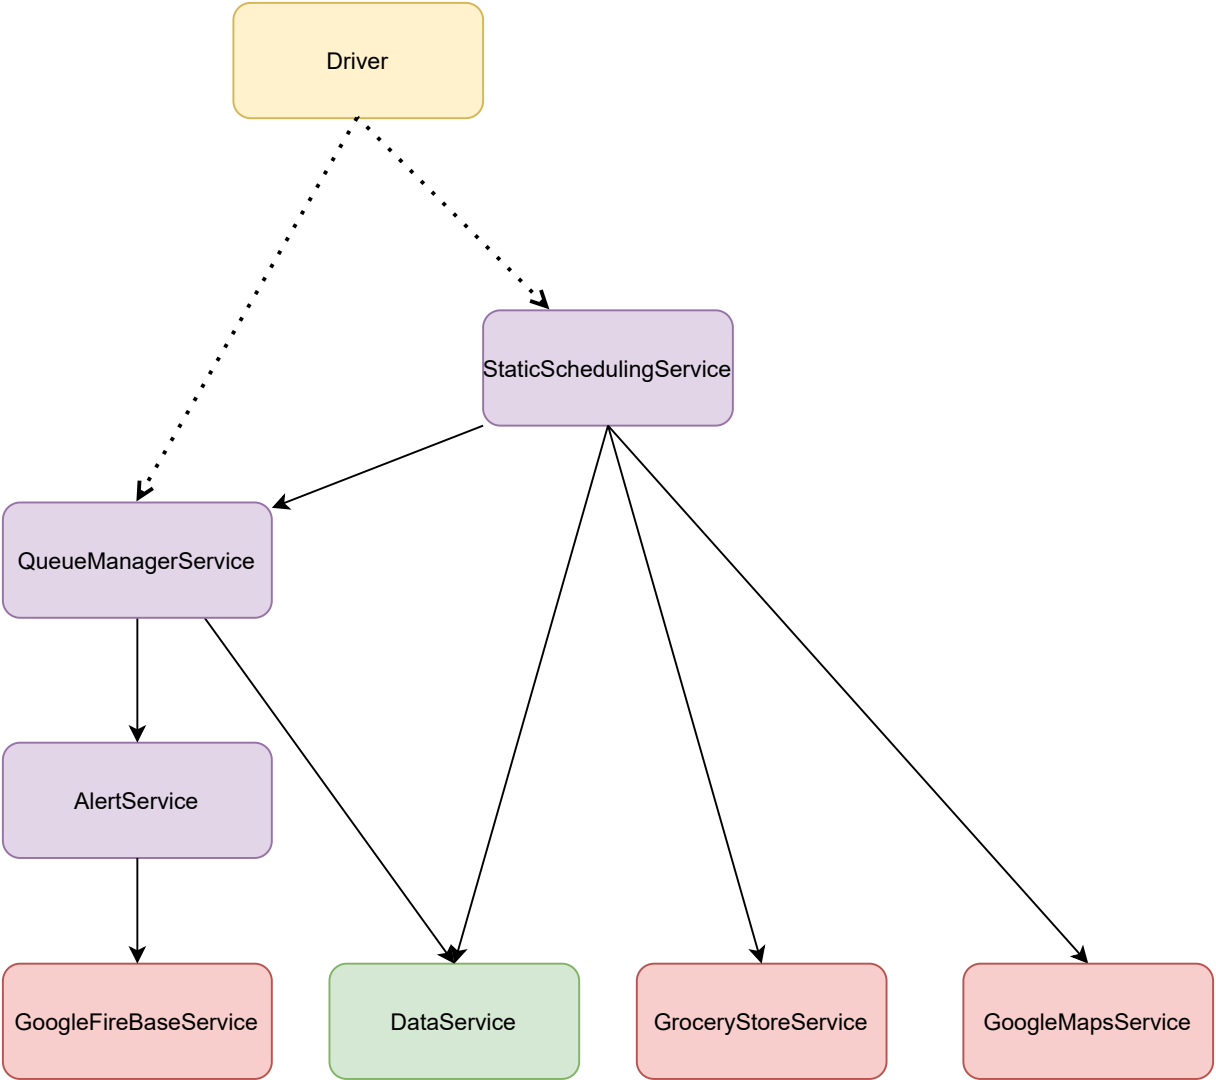 Driver
StaticSchedulingService
QueueManagerService
AlertService
GoogleFireBaseService
DataService
GroceryStoreService
GoogleMapsService